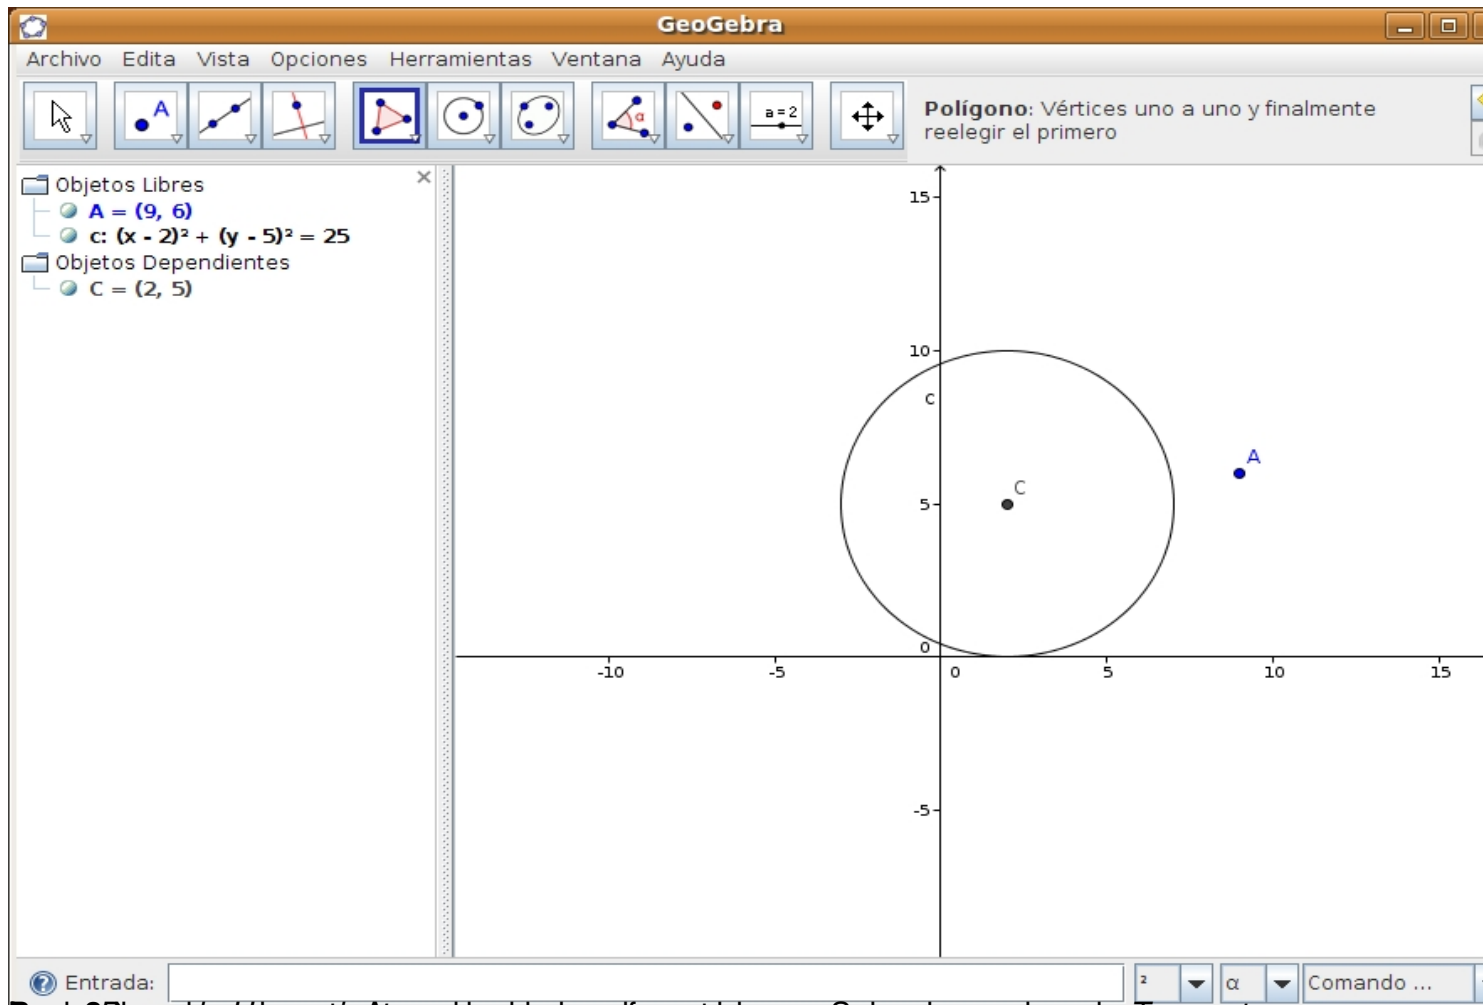 GeoGebra
Archivo Edita Vista Opciones Herramientas Ventana Ayuda
A
α
a = 2
Polígono: Vértices uno a uno y finalmente
reelegir el primero
Objetos Libres
A = (9, 6)
c: (x - 2)² + (y - 5)² = 25
Objetos Dependientes
C = (2, 5)
15
10
c
A
C
5
0
-10 -5 0 5 10 15
-5
Entrada: ² α Comando ...